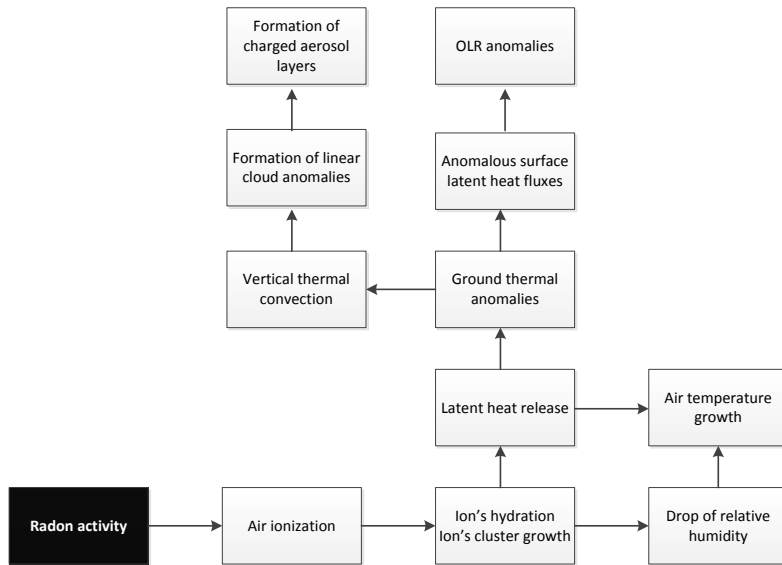 Formation of
charged aerosol
layers
OLR anomalies
Formation of linear
cloud anomalies
Anomalous surface
latent heat fluxes
Vertical thermal
convection
Ground thermal
anomalies
Latent heat release
Air temperature
growth
Radon activity
Air ionization
Ion’s hydration
Ion’s cluster growth
Drop of relative
humidity